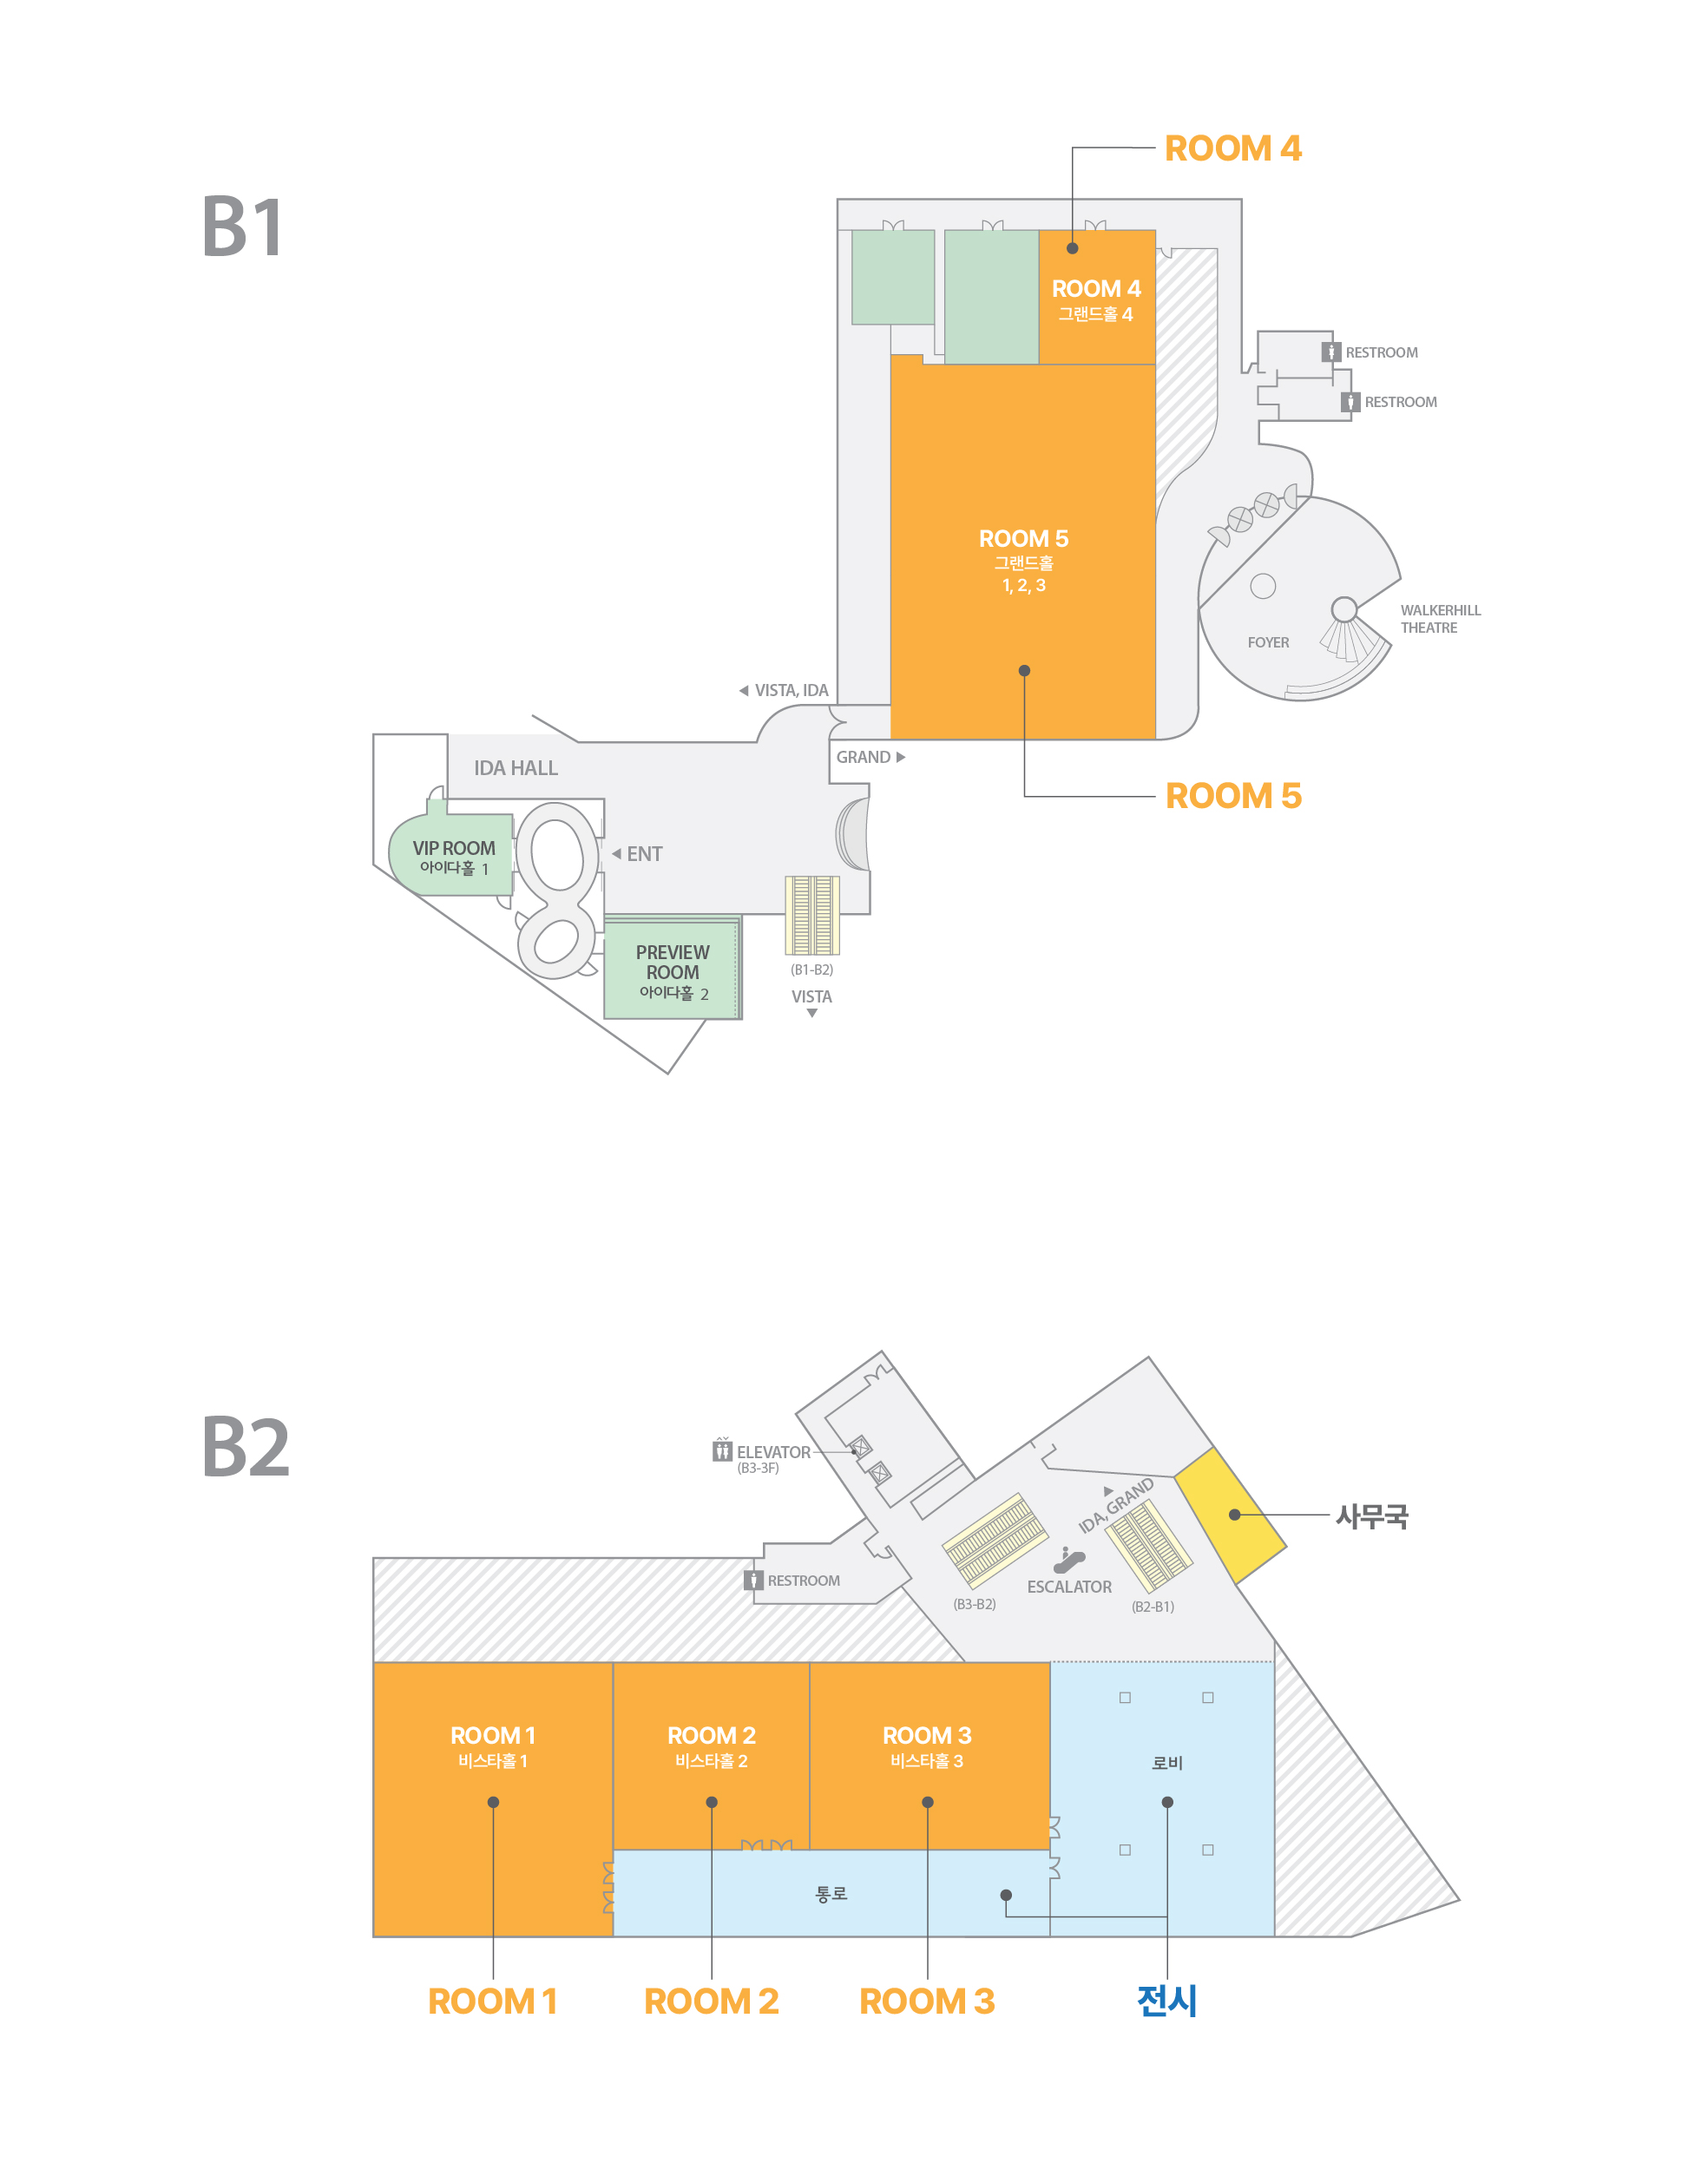 B1
ROOM 4
ROOM 4
그랜드홀 4
RESTROOM
RESTROOM
ROOM 5
그랜드홀
1, 2, 3
WALKERHILL
THEATRE
FOYER
◀ VISTA, IDA
GRAND ▶
IDA HALL
ROOM 5
VIP ROOM
아이다홀 1
◀ ENT
PREVIEW
ROOM
아이다홀 2
(B1-B2)
VISTA
▼
B2
ELEVATOR
(B3-3F)
▶
IDA, GRAND
사무국
RESTROOM
ESCALATOR
(B3-B2)
(B2-B1)
ROOM 1
비스타홀 1
ROOM 2
비스타홀 2
ROOM 3
비스타홀 3
로비
통로
ROOM 1
ROOM 2
ROOM 3
전시